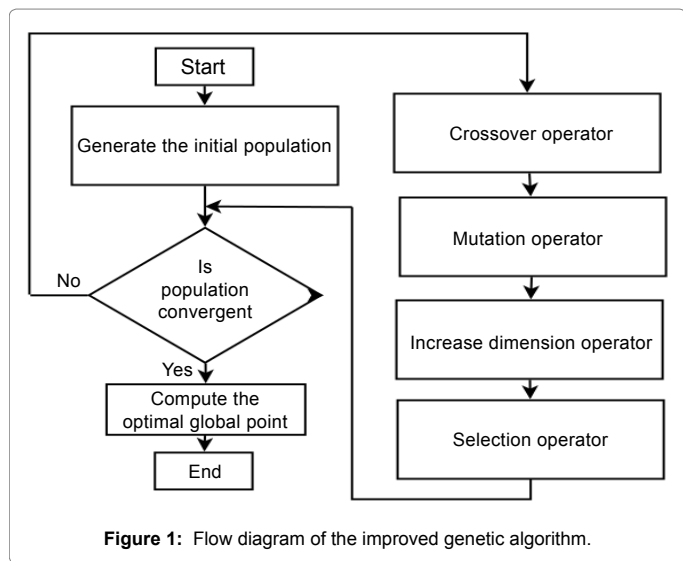 Start
Generate the initial population
Is
population
convergent
No
Yes
Compute the
optimal global point
End
Crossover operator
Mutation operator
Increase dimension operator
Selection operator
Figure 1: Flow diagram of the improved genetic algorithm.